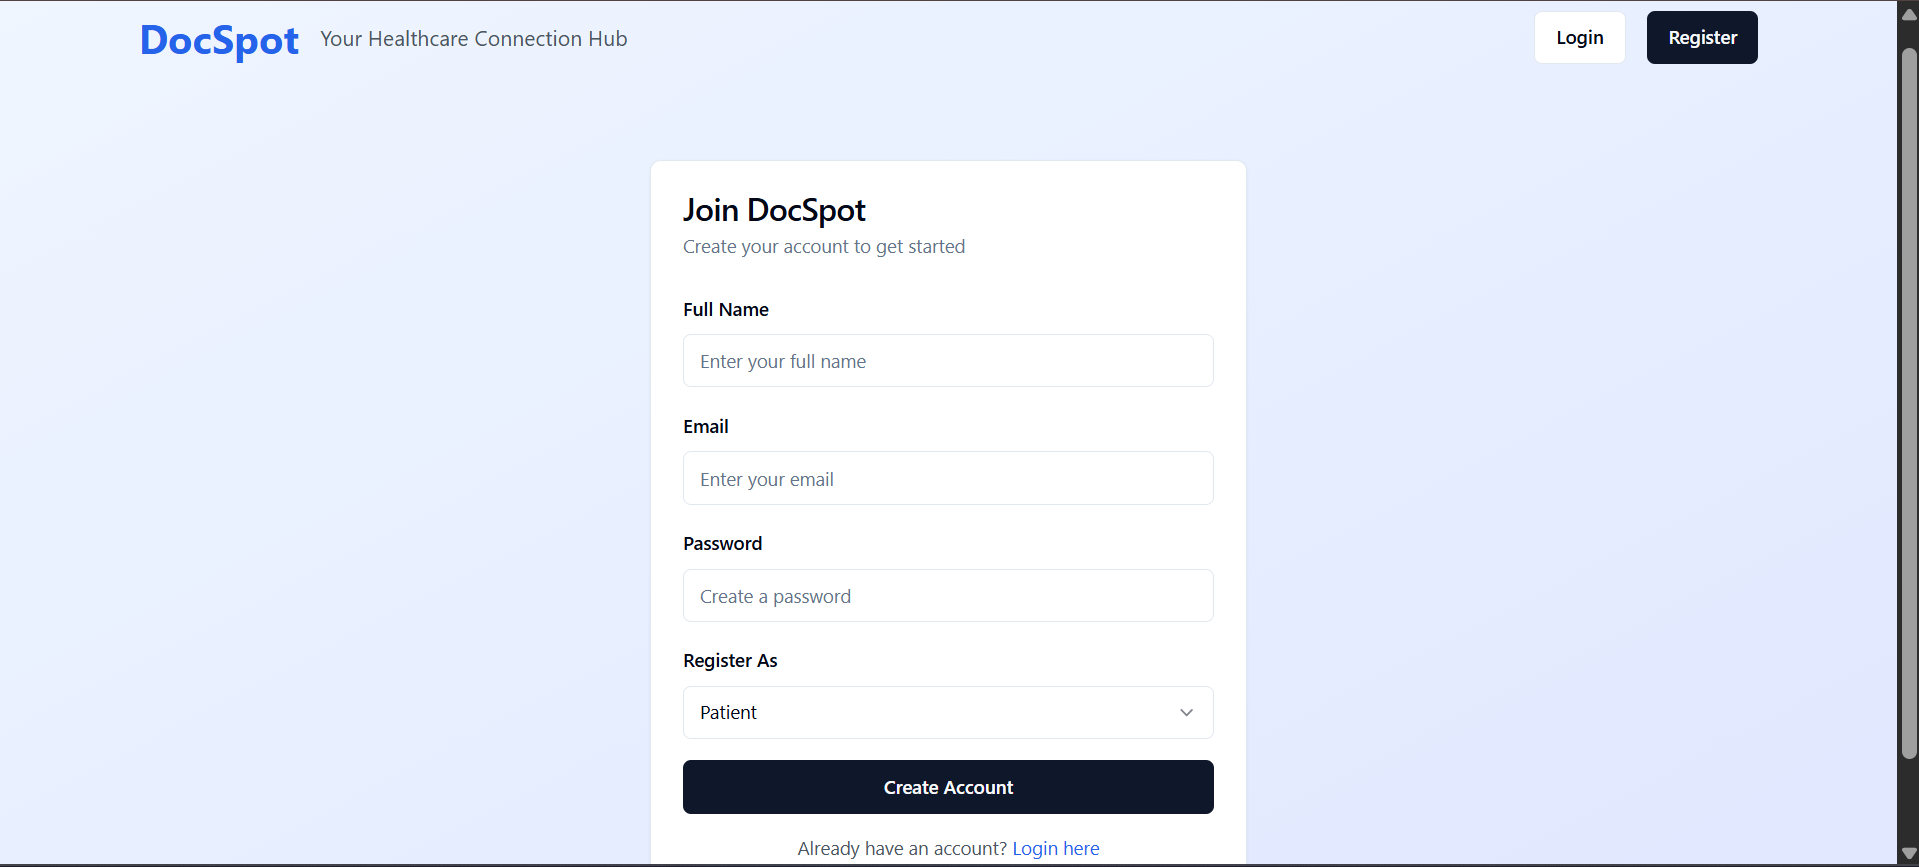 DocSpot Your Healthcare Connection Hub Login Register
Join DocSpot
Create your account to get started
Full Name
Enter your full name
Email
Enter your email
Password
Create a password
Register As
Patient
Create Account
Already have an account? Login here